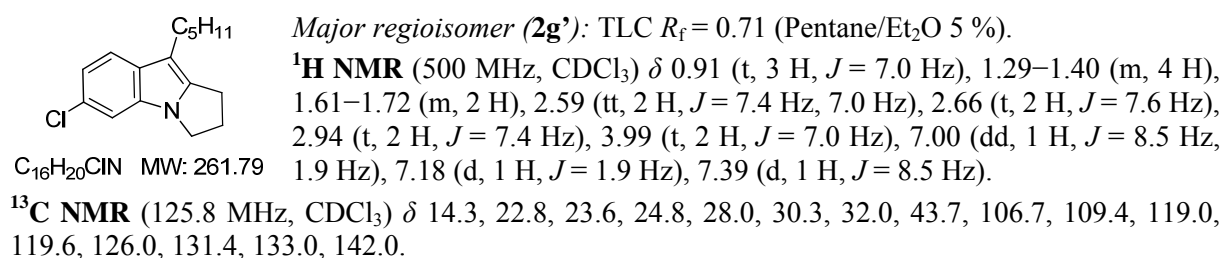 C₅H₁₁
Cl
N
C₁₆H₂₀ClN MW: 261.79
Major regioisomer (2g’): TLC Rf = 0.71 (Pentane/Et₂O 5 %).
¹H NMR (500 MHz, CDCl₃) δ 0.91 (t, 3 H, J = 7.0 Hz), 1.29−1.40 (m, 4 H),
1.61−1.72 (m, 2 H), 2.59 (tt, 2 H, J = 7.4 Hz, 7.0 Hz), 2.66 (t, 2 H, J = 7.6 Hz),
2.94 (t, 2 H, J = 7.4 Hz), 3.99 (t, 2 H, J = 7.0 Hz), 7.00 (dd, 1 H, J = 8.5 Hz,
1.9 Hz), 7.18 (d, 1 H, J = 1.9 Hz), 7.39 (d, 1 H, J = 8.5 Hz).
¹³C NMR (125.8 MHz, CDCl₃) δ 14.3, 22.8, 23.6, 24.8, 28.0, 30.3, 32.0, 43.7, 106.7, 109.4, 119.0,
119.6, 126.0, 131.4, 133.0, 142.0.